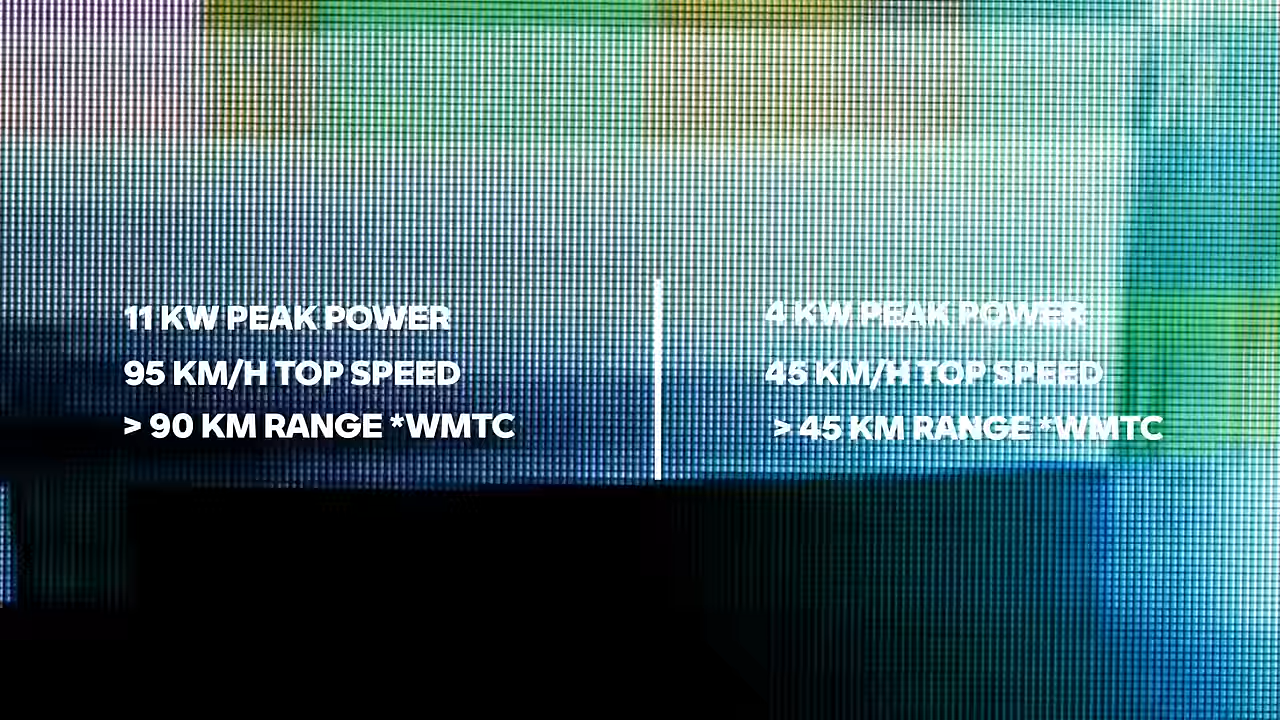 11 KW PEAK POWER
95 KM/H TOP SPEED
> 90 KM RANGE *WMTC
4 KW PEAK POWER
45 KM/H TOP SPEED
> 45 KM RANGE *WMTC